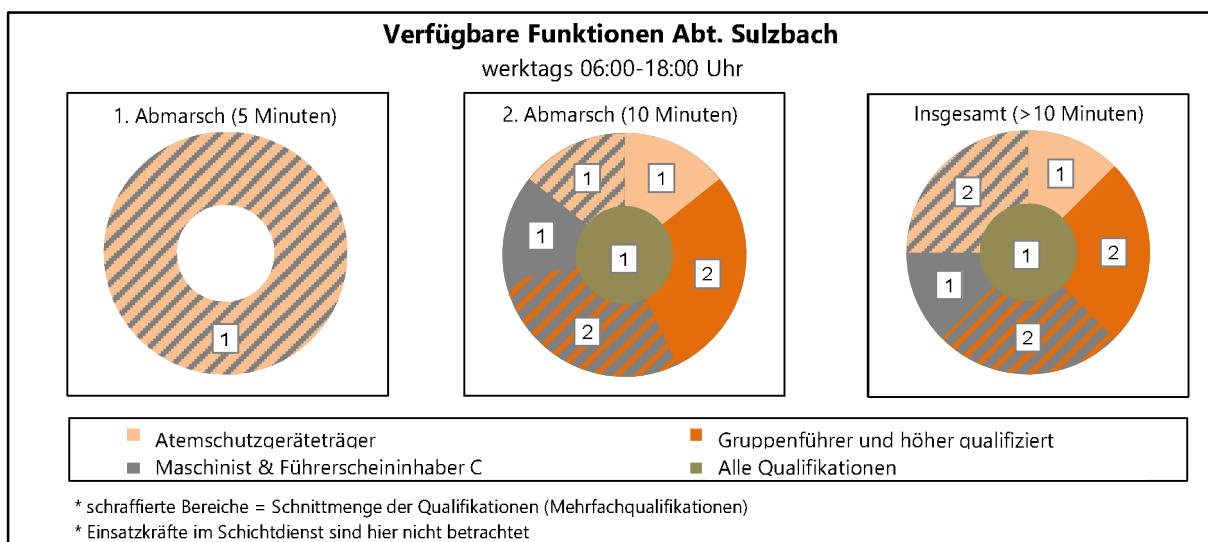 Verfügbare Funktionen Abt. Sulzbach
werktags 06:00-18:00 Uhr
1. Abmarsch (5 Minuten)
1
2. Abmarsch (10 Minuten)
1
1
1
1
2
2
Insgesamt (>10 Minuten)
2
1
1
2
1
2
Atemschutzgeräteträger
Gruppenführer und höher qualifiziert
Maschinist & Führerscheininhaber C
Alle Qualifikationen
* schraffierte Bereiche = Schnittmenge der Qualifikationen (Mehrfachqualifikationen)
* Einsatzkräfte im Schichtdienst sind hier nicht betrachtet